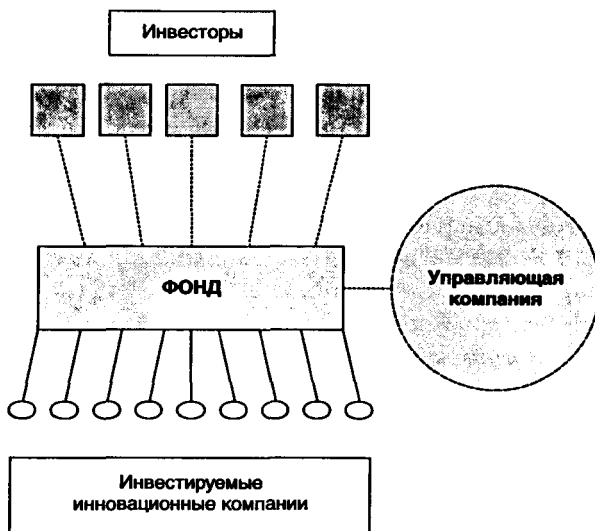 Инвесторы
ФОНД
Управляющая
компания
Инвестируемые
инновационные компании